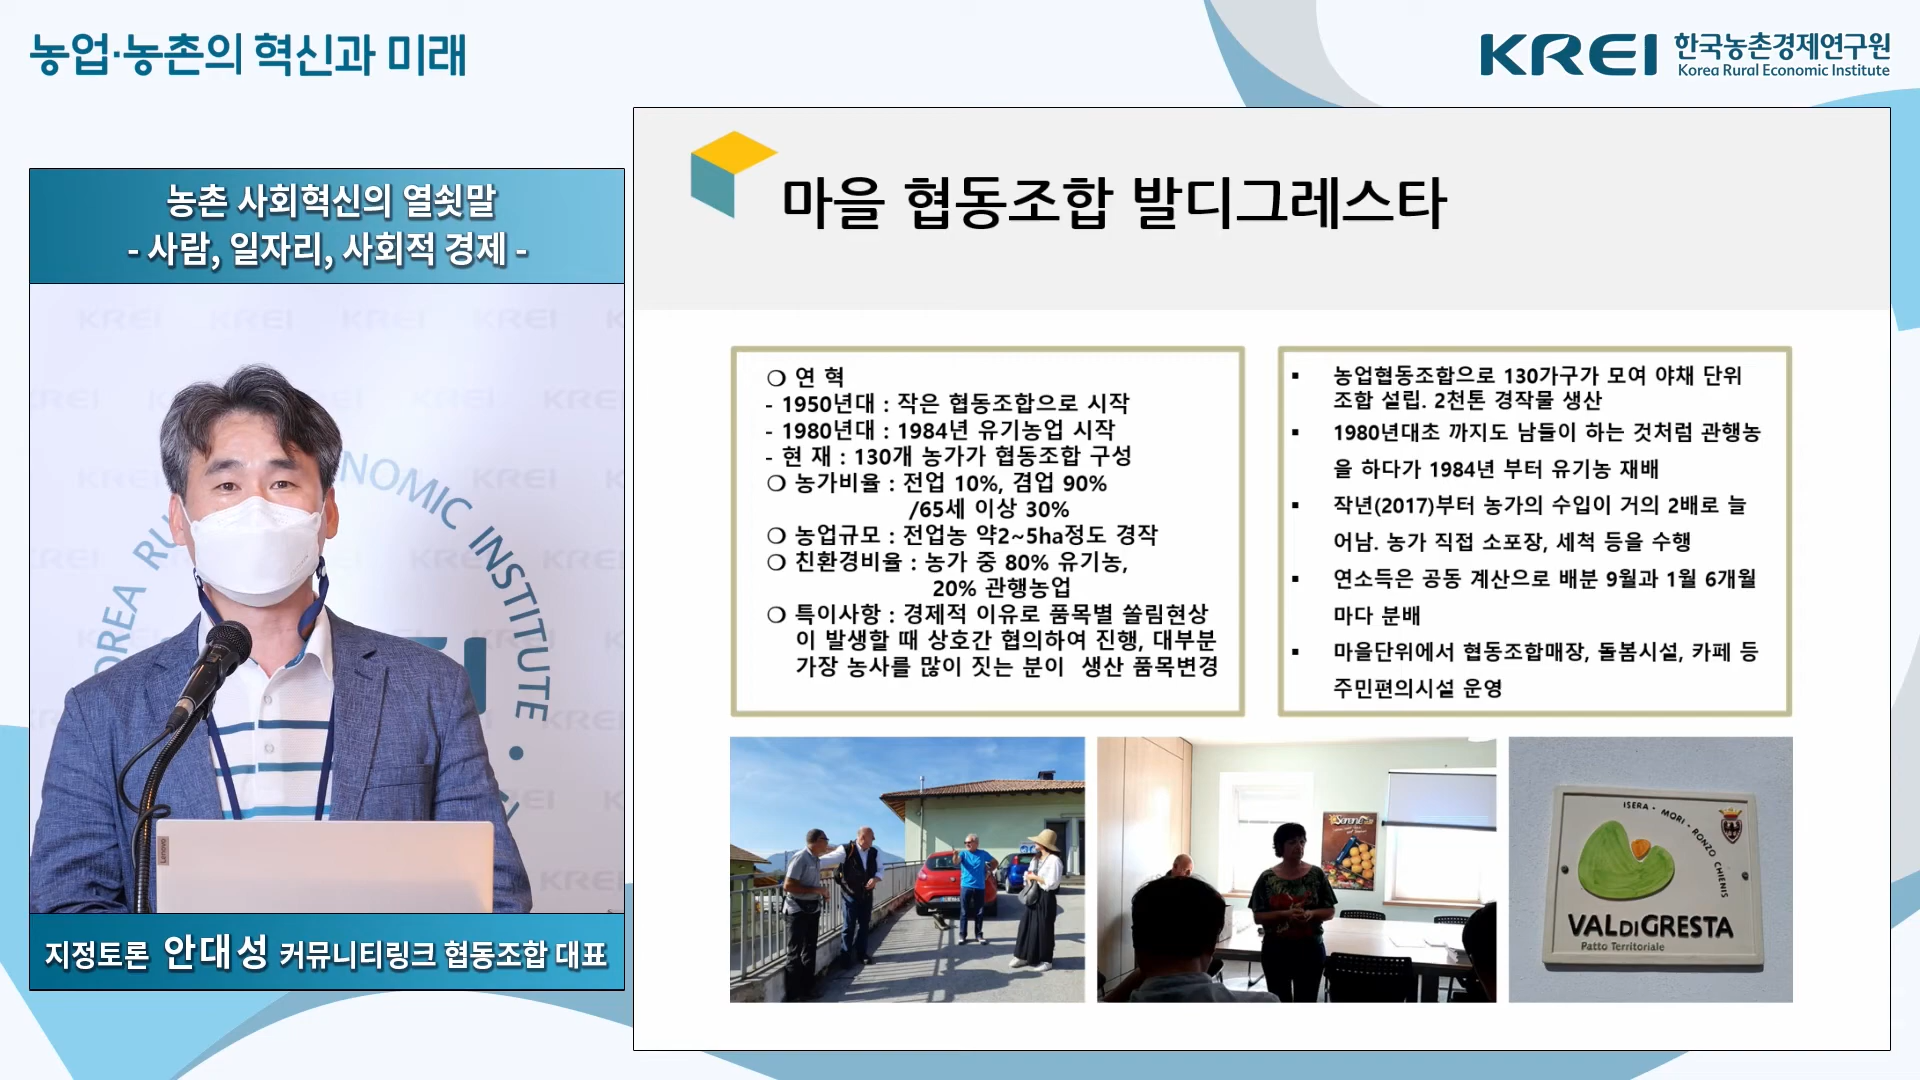 농업·농촌의 혁신과 미래
KREI 한국농촌경제연구원
Korea Rural Economic Institute
농촌 사회혁신의 열쇳말
- 사람, 일자리, 사회적 경제 -
KREI KREI KREI KREI
NOMIC INSTITUTE
OREA RU
Lenovo
지정토론 안대성 커뮤니티링크 협동조합 대표
마을 협동조합 발디그레스타
❍ 연 혁
- 1950년대 : 작은 협동조합으로 시작
- 1980년대 : 1984년 유기농업 시작
- 현 재 : 130개 농가가 협동조합 구성
❍ 농가비율 : 전업 10%, 겸업 90%
/65세 이상 30%
❍ 농업규모 : 전업농 약2~5ha정도 경작
❍ 친환경비율 : 농가 중 80% 유기농,
20% 관행농업
❍ 특이사항 : 경제적 이유로 품목별 쏠림현상
이 발생할 때 상호간 협의하여 진행, 대부분
가장 농사를 많이 짓는 분이 생산 품목변경
▪ 농업협동조합으로 130가구가 모여 야채 단위
조합 설립. 2천톤 경작물 생산
▪ 1980년대초 까지도 남들이 하는 것처럼 관행농
을 하다가 1984년 부터 유기농 재배
▪ 작년(2017)부터 농가의 수입이 거의 2배로 늘
어남. 농가 직접 소포장, 세척 등을 수행
▪ 연소득은 공동 계산으로 배분 9월과 1월 6개월
마다 분배
▪ 마을단위에서 협동조합매장, 돌봄시설, 카페 등
주민편의시설 운영
ISERA • MORI • RONZO CHIENIS
VAL DI GRESTA
Patto Territoriale